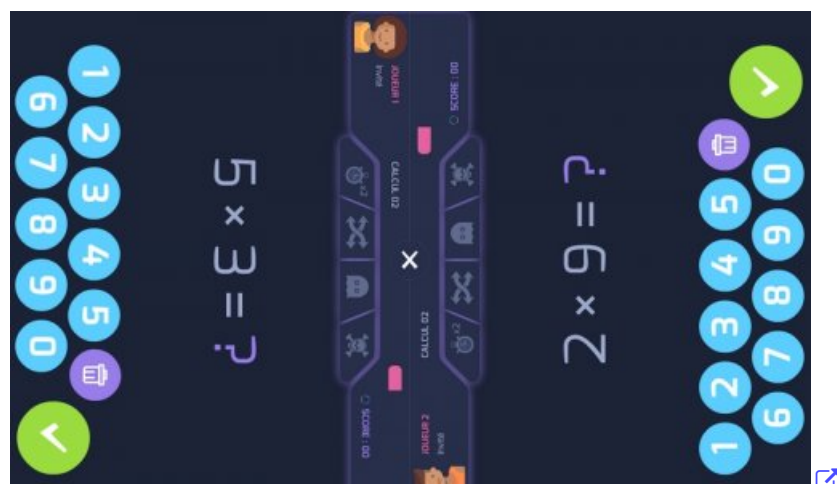 1 2 3 4 5
6 7 8 9 0
5 × 3 = ?
JOUEUR 1
Invité
SCORE : 00
CALCUL 02
x2
×
2 × 9 = ?
JOUEUR 2
Invité
SCORE : 00
CALCUL 02
x2
1 2 3 4 5
6 7 8 9 0